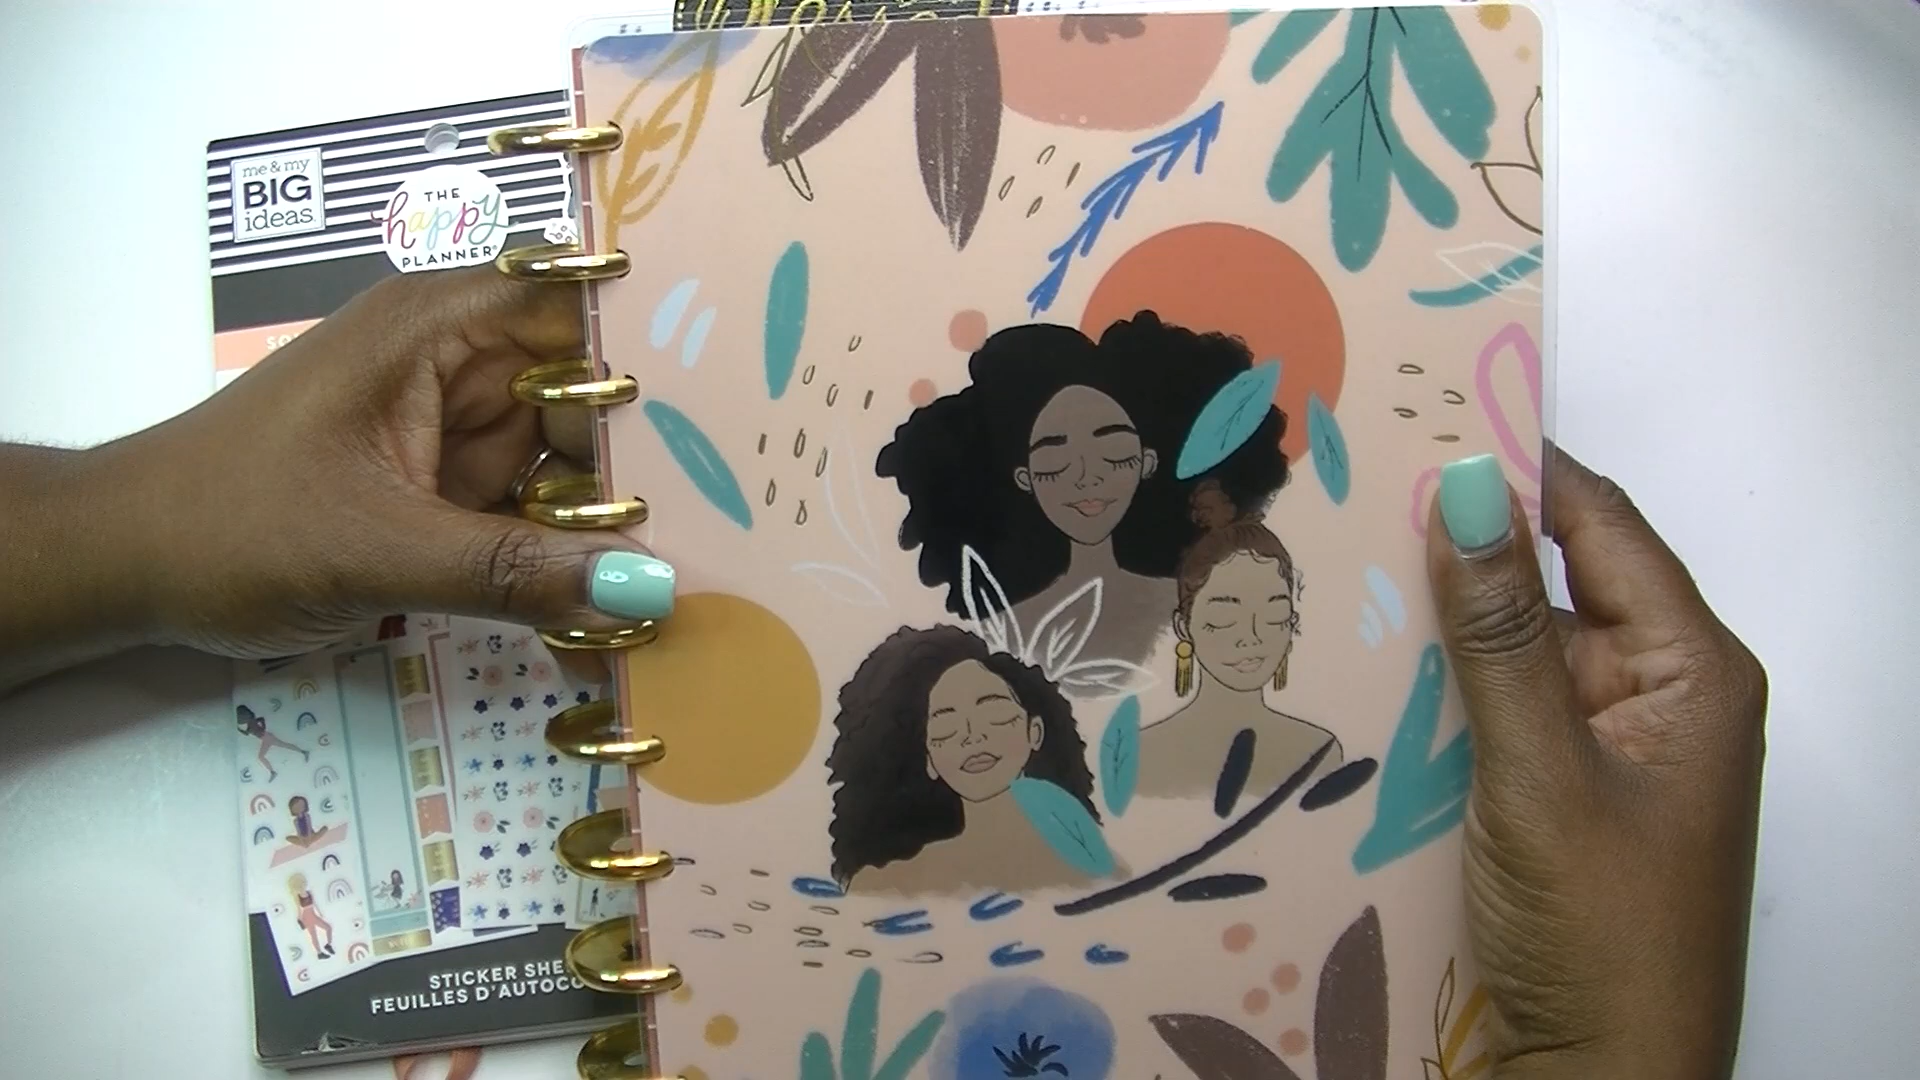 me & my
BIG
ideas.
THE
happy
PLANNER®
STICKER SHE
FEUILLES D'AUTOCO